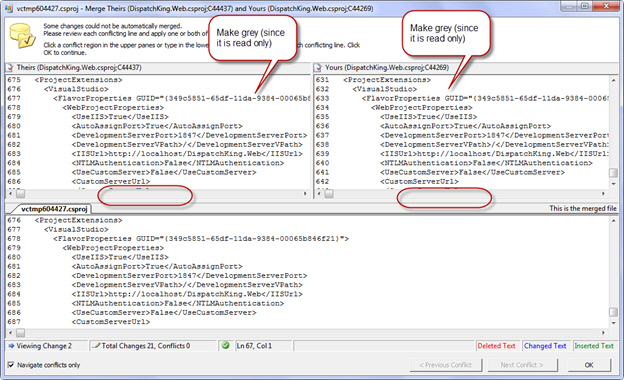 vctmp604427.csproj - Merge Theirs (DispatchKing.Web.csproj;C44437) and Yours (DispatchKing.Web.csproj;C44269)
Some changes could not be automatically merged.
Please review each conflicting line and apply one or both of
Click a conflict region in the upper panes or type in the lower
each conflicting line. Click
OK to continue.
Make grey (since
it is read only)
Make grey (since
it is read only)
Theirs (DispatchKing.Web.csproj;C44437)
675 <ProjectExtensions>
676 <VisualStudio>
677 <FlavorProperties GUID="{349c5851-65df-11da-9384-00065b8
678 <WebProjectProperties>
679 <UseIIS>True</UseIIS>
680 <AutoAssignPort>True</AutoAssignPort>
681 <DevelopmentServerPort>1847</DevelopmentServerPort>
682 <DevelopmentServerVPath>/</DevelopmentServerVPath>
683 <IISUrl>http://localhost/DispatchKing.Web</IISUrl>
684 <NTLMAuthentication>False</NTLMAuthentication>
685 <UseCustomServer>False</UseCustomServer>
686 <CustomServerUrl>
Yours (DispatchKing.Web.csproj;C44269)
631 <ProjectExtensions>
632 <VisualStudio>
633 <FlavorProperties GUID="{349c5851-65df-11da-9384-00065b
634 <WebProjectProperties>
635 <UseIIS>True</UseIIS>
636 <AutoAssignPort>True</AutoAssignPort>
637 <DevelopmentServerPort>1847</DevelopmentServerPort>
638 <DevelopmentServerVPath>/</DevelopmentServerVPath>
639 <IISUrl>http://localhost/DispatchKing.Web</IISUrl>
640 <NTLMAuthentication>False</NTLMAuthentication>
641 <UseCustomServer>False</UseCustomServer>
642 <CustomServerUrl>
vctmp604427.csproj
This is the merged file
676 <ProjectExtensions>
677 <VisualStudio>
678 <FlavorProperties GUID="{349c5851-65df-11da-9384-00065b846f21}">
679 <WebProjectProperties>
680 <UseIIS>True</UseIIS>
681 <AutoAssignPort>True</AutoAssignPort>
682 <DevelopmentServerPort>1847</DevelopmentServerPort>
683 <DevelopmentServerVPath>/</DevelopmentServerVPath>
684 <IISUrl>http://localhost/DispatchKing.Web</IISUrl>
685 <NTLMAuthentication>False</NTLMAuthentication>
686 <UseCustomServer>False</UseCustomServer>
687 <CustomServerUrl>
Viewing Change 2
Total Changes 21, Conflicts 0
Ln 67, Col 1
Deleted Text
Changed Text
Inserted Text
Navigate conflicts only
< Previous Conflict
Next Conflict >
OK